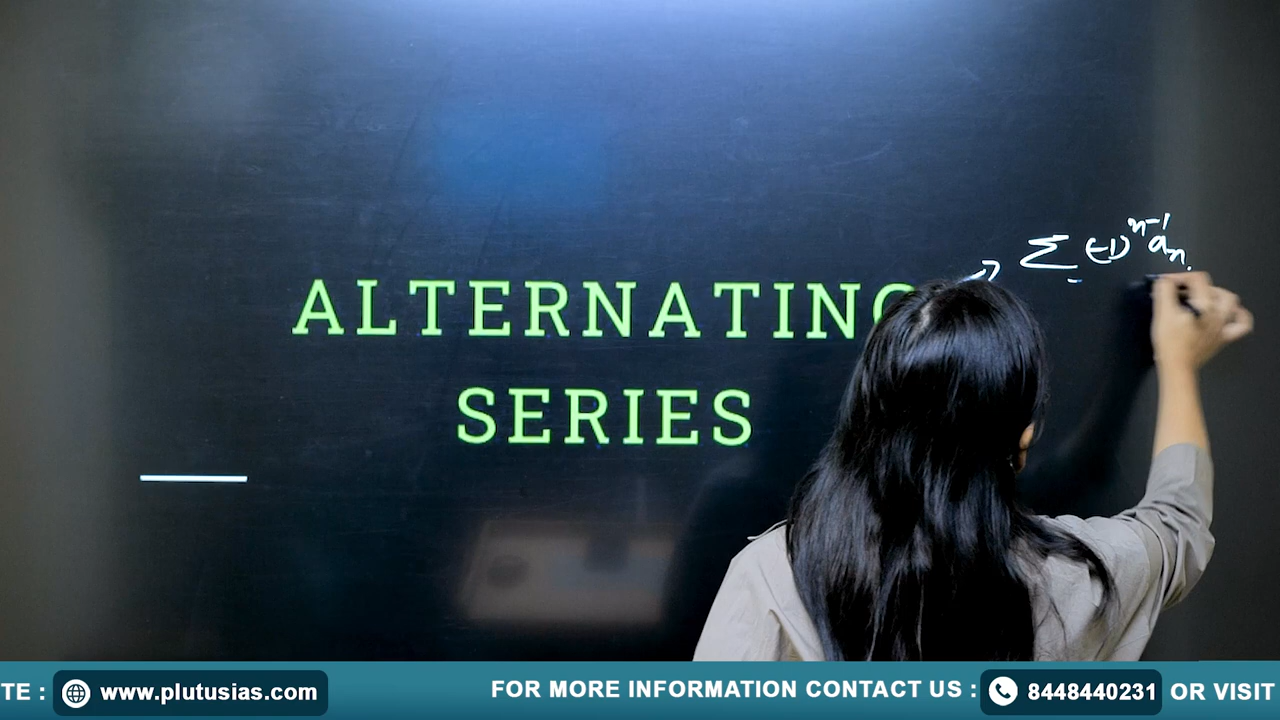 ∑ (-1)ⁿ⁻¹ aₙ
ALTERNATING
SERIES
TE : www.plutusias.com FOR MORE INFORMATION CONTACT US : 8448440231 OR VISIT